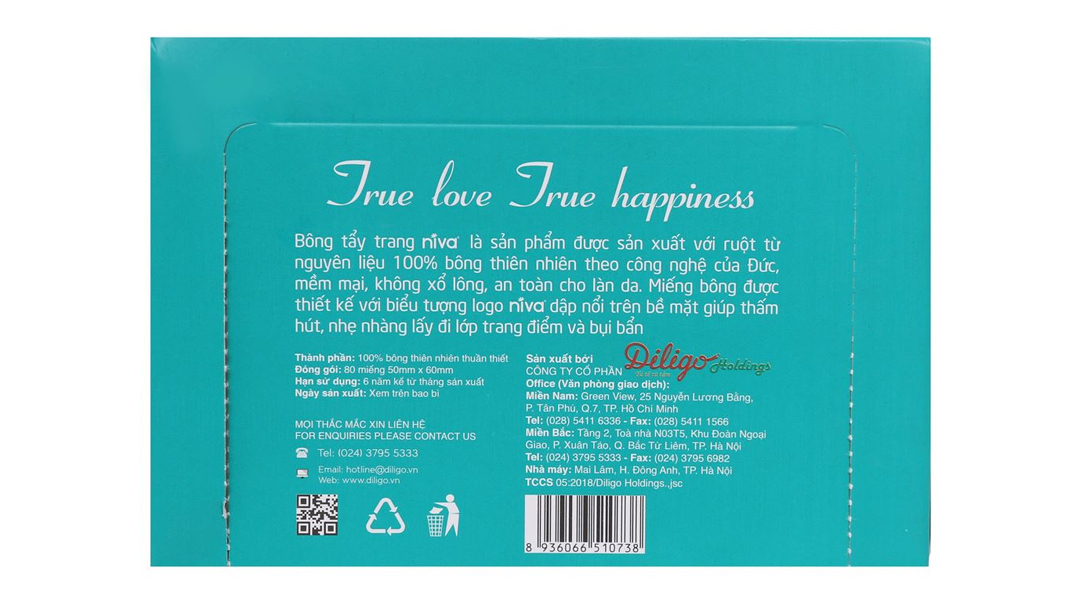 True love True happiness
Bông tẩy trang niva là sản phẩm được sản xuất với ruột từ
nguyên liệu 100% bông thiên nhiên theo công nghệ của Đức,
mềm mại, không xổ lông, an toàn cho làn da. Miếng bông được
thiết kế với biểu tượng logo niva dập nổi trên bề mặt giúp thấm
hút, nhẹ nhàng lấy đi lớp trang điểm và bụi bẩn
Thành phần: 100% bông thiên nhiên thuần thiết
Đóng gói: 80 miếng 50mm x 60mm
Hạn sử dụng: 6 năm kể từ tháng sản xuất
Ngày sản xuất: Xem trên bao bì
MỌI THẮC MẮC XIN LIÊN HỆ
FOR ENQUIRIES PLEASE CONTACT US
Tel: (024) 3795 5333
Email: hotline@diligo.vn
Web: www.diligo.vn
Sản xuất bởi
CÔNG TY CỔ PHẦN Diligo Holdings
Office (Văn phòng giao dịch):
Miền Nam: Green View, 25 Nguyễn Lương Bằng,
P. Tân Phú, Q.7, TP. Hồ Chí Minh
Tel: (028) 5411 6336 - Fax: (028) 5411 1566
Miền Bắc: Tầng 2, Toà nhà N03T5, Khu Đoàn Ngoại
Giao, P. Xuân Tảo, Q. Bắc Từ Liêm, TP. Hà Nội
Tel: (024) 3795 5333 - Fax: (024) 3795 6982
Nhà máy: Mai Lâm, H. Đông Anh, TP. Hà Nội
TCCS 05:2018/Diligo Holdings.,jsc
8 936066 510738